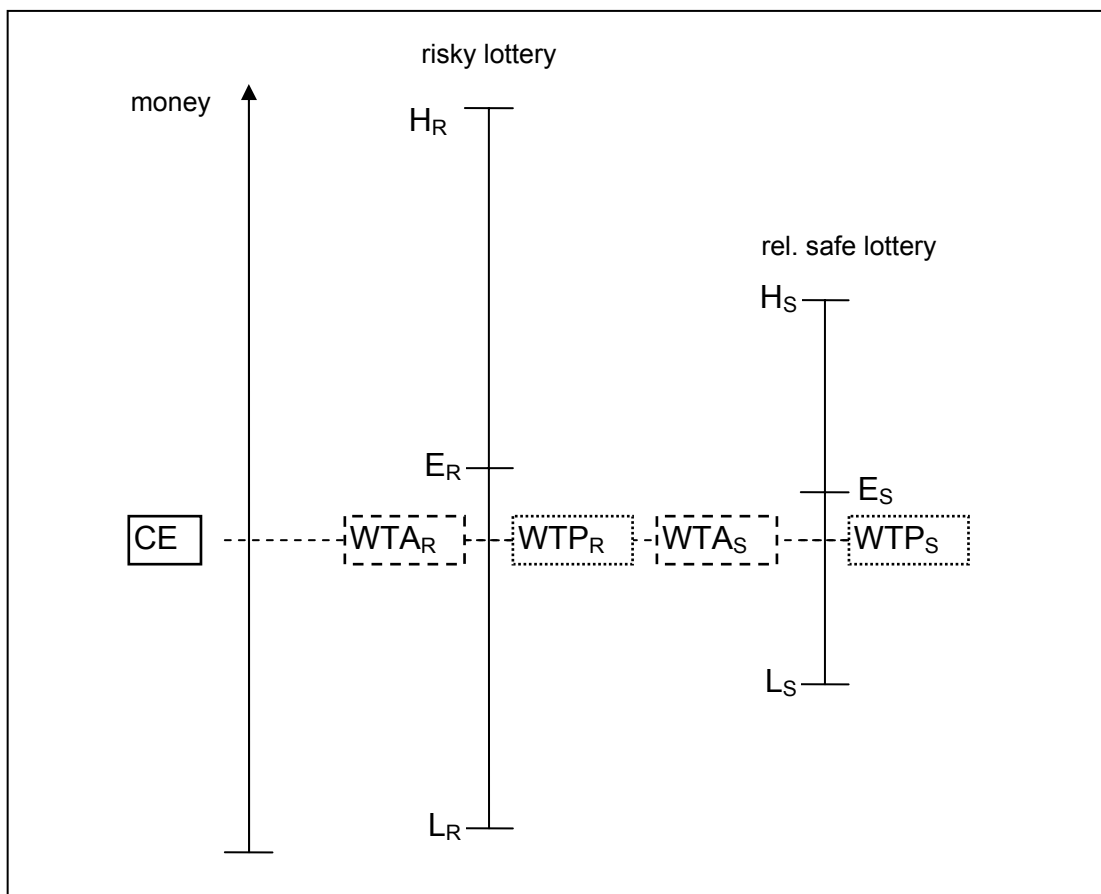 risky lottery
money
H_R
rel. safe lottery
H_S
E_R
E_S
CE
WTA_R
WTP_R
WTA_S
WTP_S
L_S
L_R